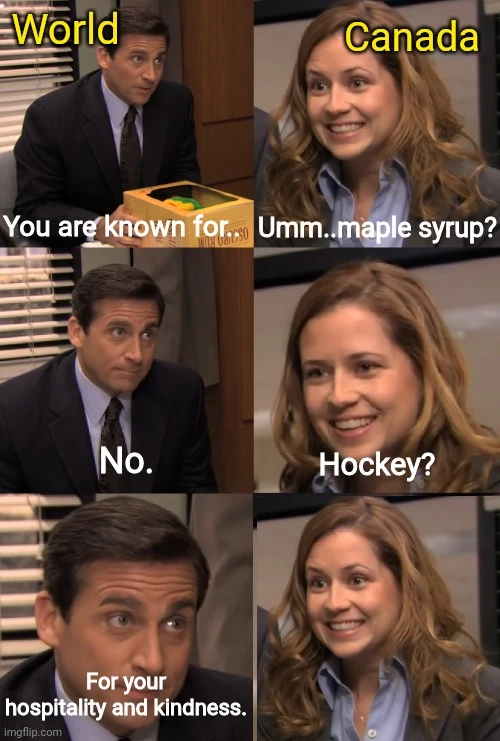 World
Canada
You are known for..
Umm..maple syrup?
No.
Hockey?
For your
hospitality and kindness.
imgflip.com